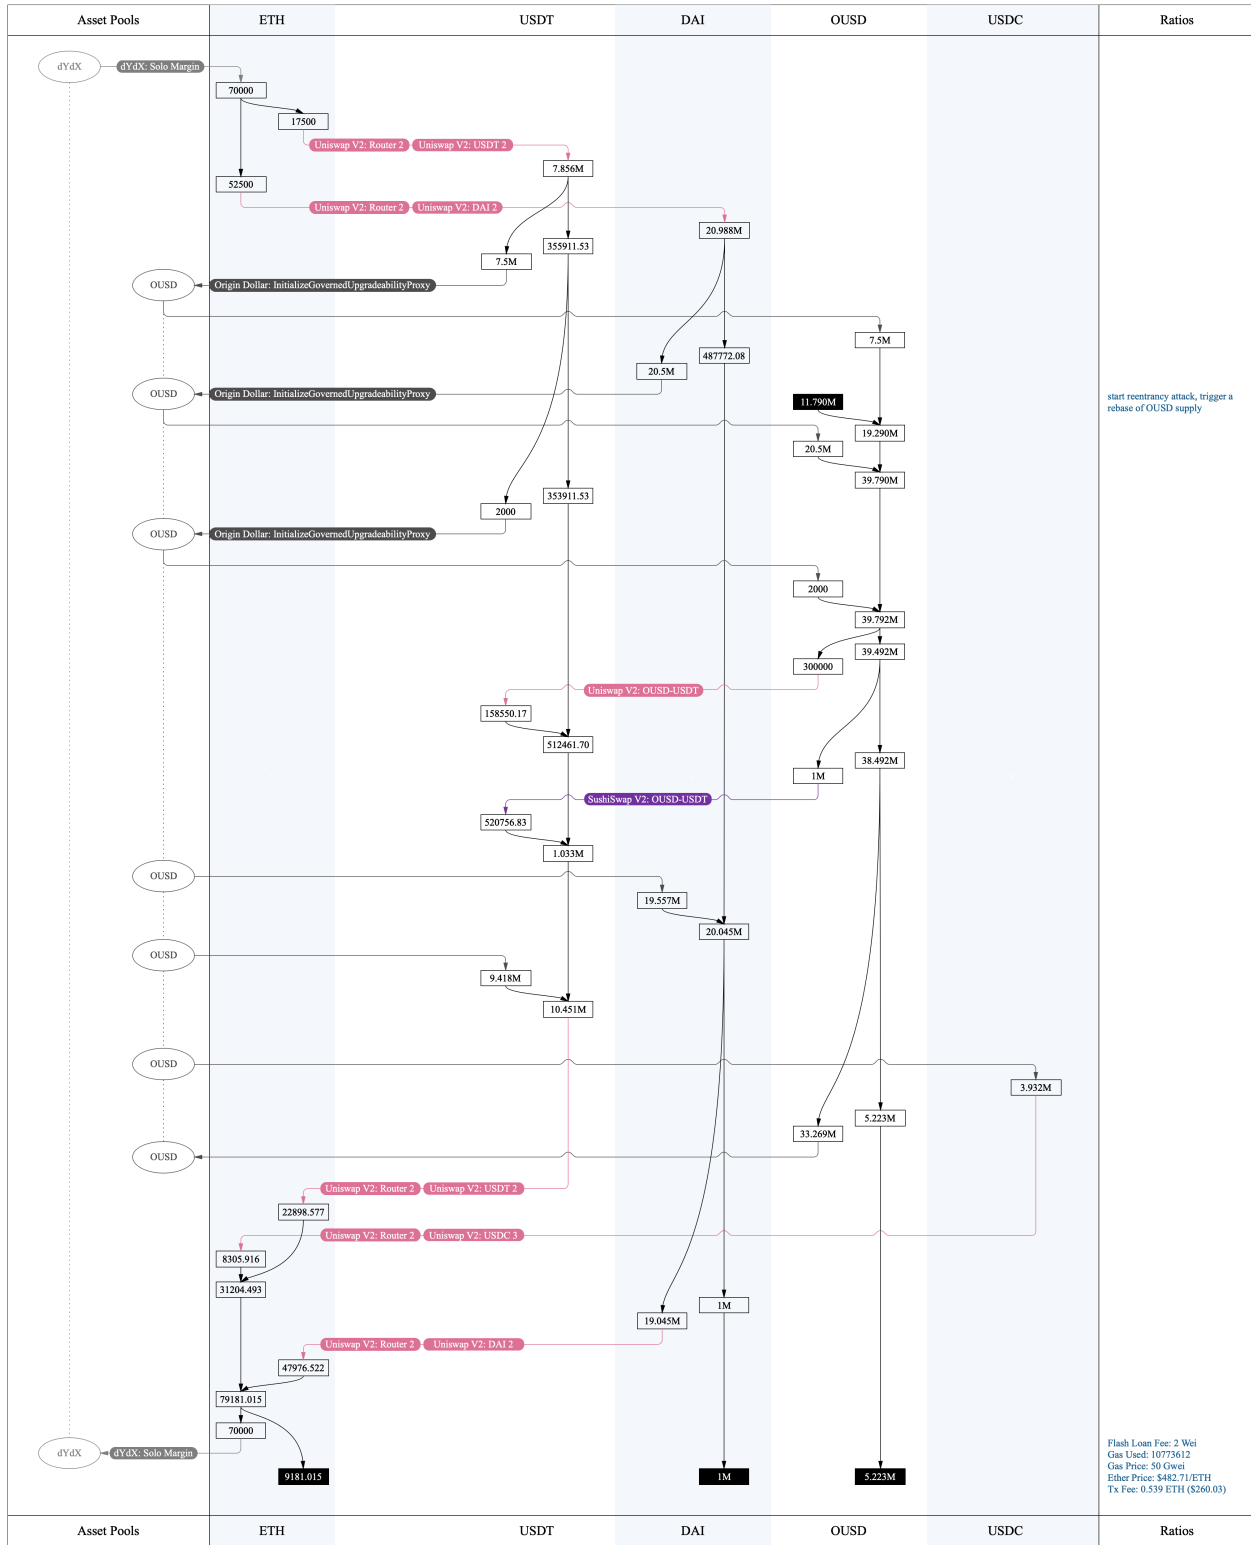 Asset Pools ETH USDT DAI OUSD USDC Ratios
dYdX dYdX: Solo Margin
70000
17500
Uniswap V2: Router 2 Uniswap V2: USDT 2
7.856M
52500
Uniswap V2: Router 2 Uniswap V2: DAI 2
20.988M
355911.53
7.5M
OUSD Origin Dollar: InitializeGovernedUpgradeabilityProxy
7.5M
487772.08
20.5M
OUSD Origin Dollar: InitializeGovernedUpgradeabilityProxy
11.790M
start reentrancy attack, trigger a
rebase of OUSD supply
19.290M
20.5M
39.790M
353911.53
2000
OUSD Origin Dollar: InitializeGovernedUpgradeabilityProxy
2000
39.792M
39.492M
300000
Uniswap V2: OUSD-USDT
158550.17
512461.70
38.492M
1M
SushiSwap V2: OUSD-USDT
520756.83
1.033M
OUSD
19.557M
20.045M
OUSD
9.418M
10.451M
OUSD
3.932M
5.223M
33.269M
OUSD
Uniswap V2: Router 2 Uniswap V2: USDT 2
22898.577
Uniswap V2: Router 2 Uniswap V2: USDC 3
8305.916
31204.493
1M
19.045M
Uniswap V2: Router 2 Uniswap V2: DAI 2
47976.522
79181.015
70000
dYdX dYdX: Solo Margin
9181.015 1M 5.223M
Flash Loan Fee: 2 Wei
Gas Used: 10773612
Gas Price: 50 Gwei
Ether Price: $482.71/ETH
Tx Fee: 0.539 ETH ($260.03)
Asset Pools ETH USDT DAI OUSD USDC Ratios